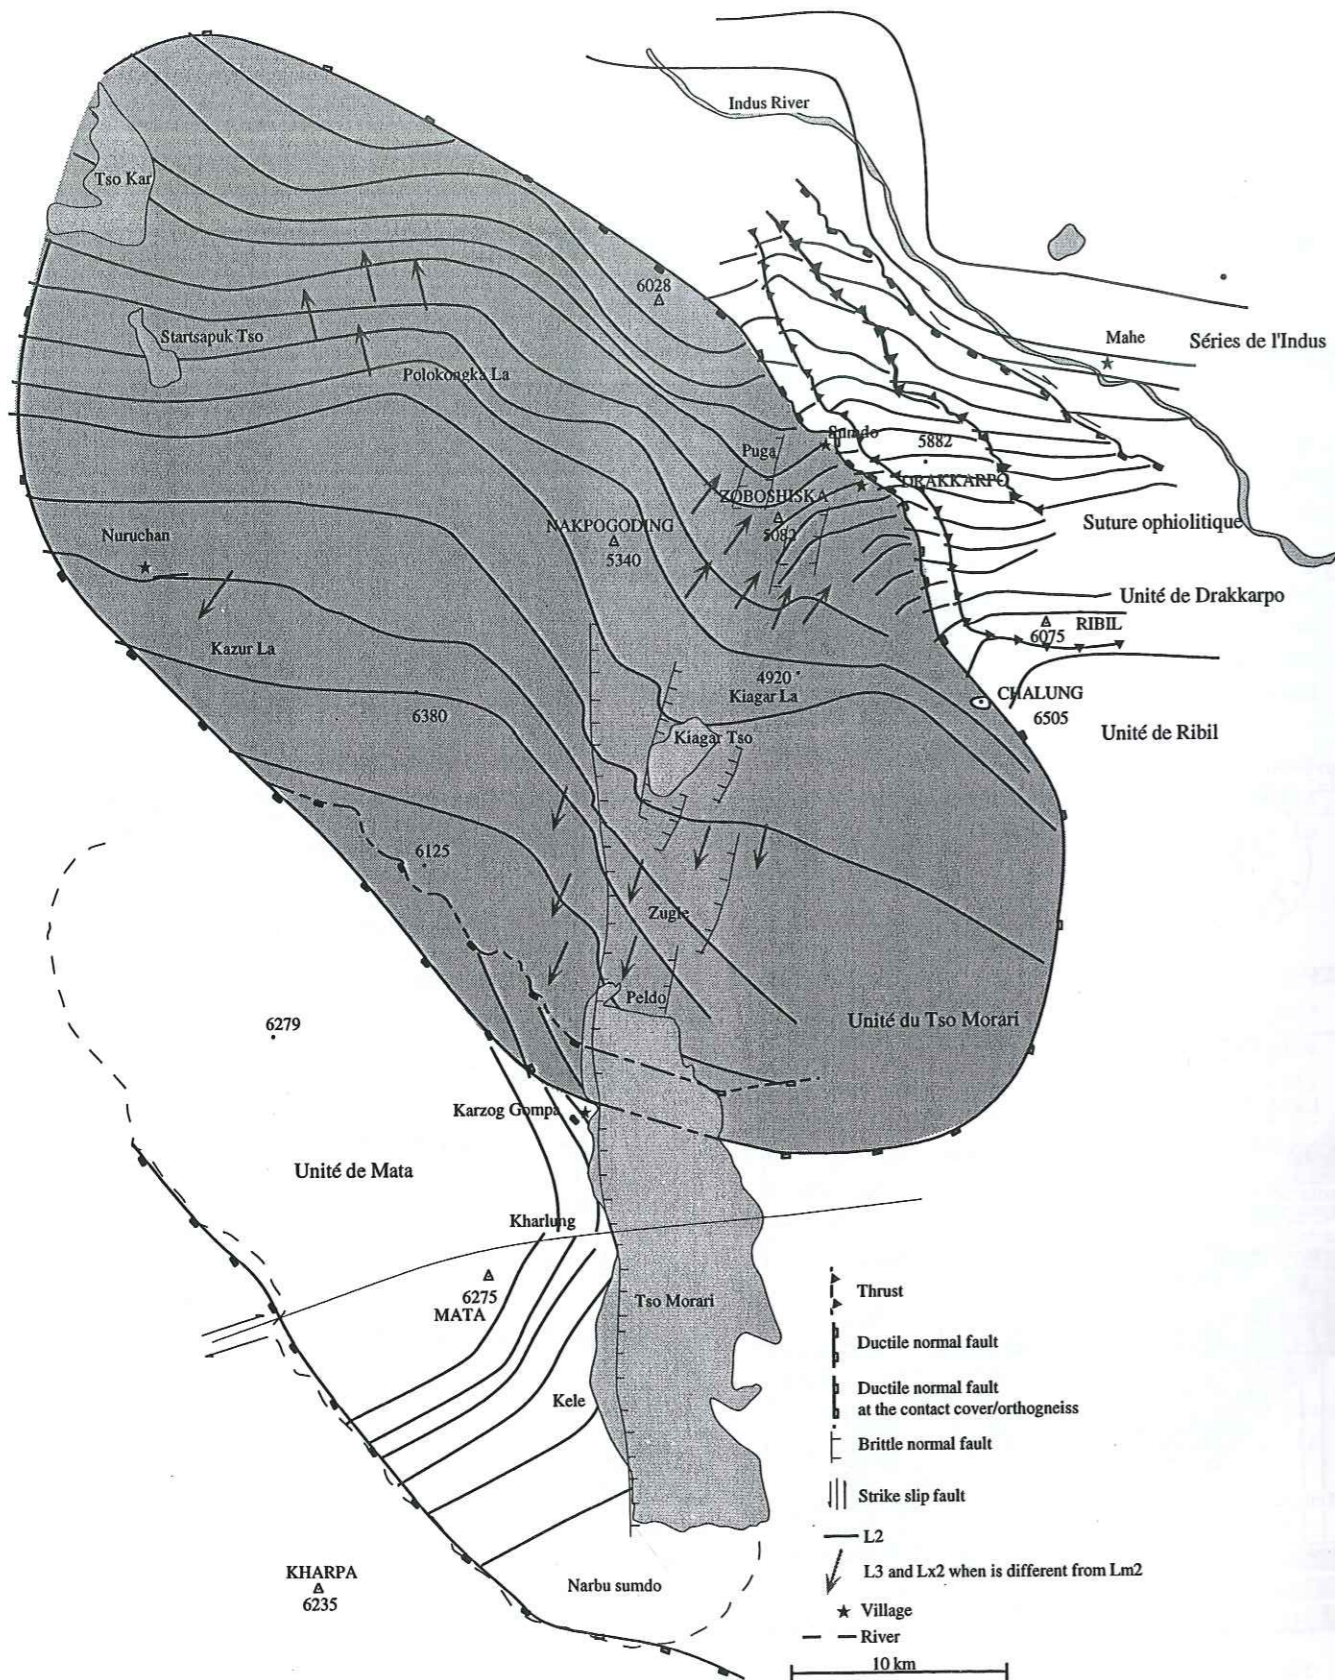 Indus River
Tso Kar
6028
Mahe
Séries de l'Indus
Startsapuk Tso
Polokongka La
Sumdo
5882
Puga
DRAKKARPO
ZOBOSHISKA
5082
Suture ophiolitique
NAKPOGODING
5340
Nuruchan
Unité de Drakkarpo
RIBIL
6075
Kazur La
4920
Kiagar La
CHALUNG
6505
6380
Kiagar Tso
Unité de Ribil
6125
Zugle
Peldo
Unité du Tso Morari
6279
Karzog Gompa
Unité de Mata
Kharlung
6275
MATA
Tso Morari
Thrust
Ductile normal fault
Ductile normal fault
at the contact cover/orthogneiss
Kele
Brittle normal fault
Strike slip fault
L2
L3 and Lx2 when is different from Lm2
KHARPA
6235
Narbu sumdo
Village
River
10 km